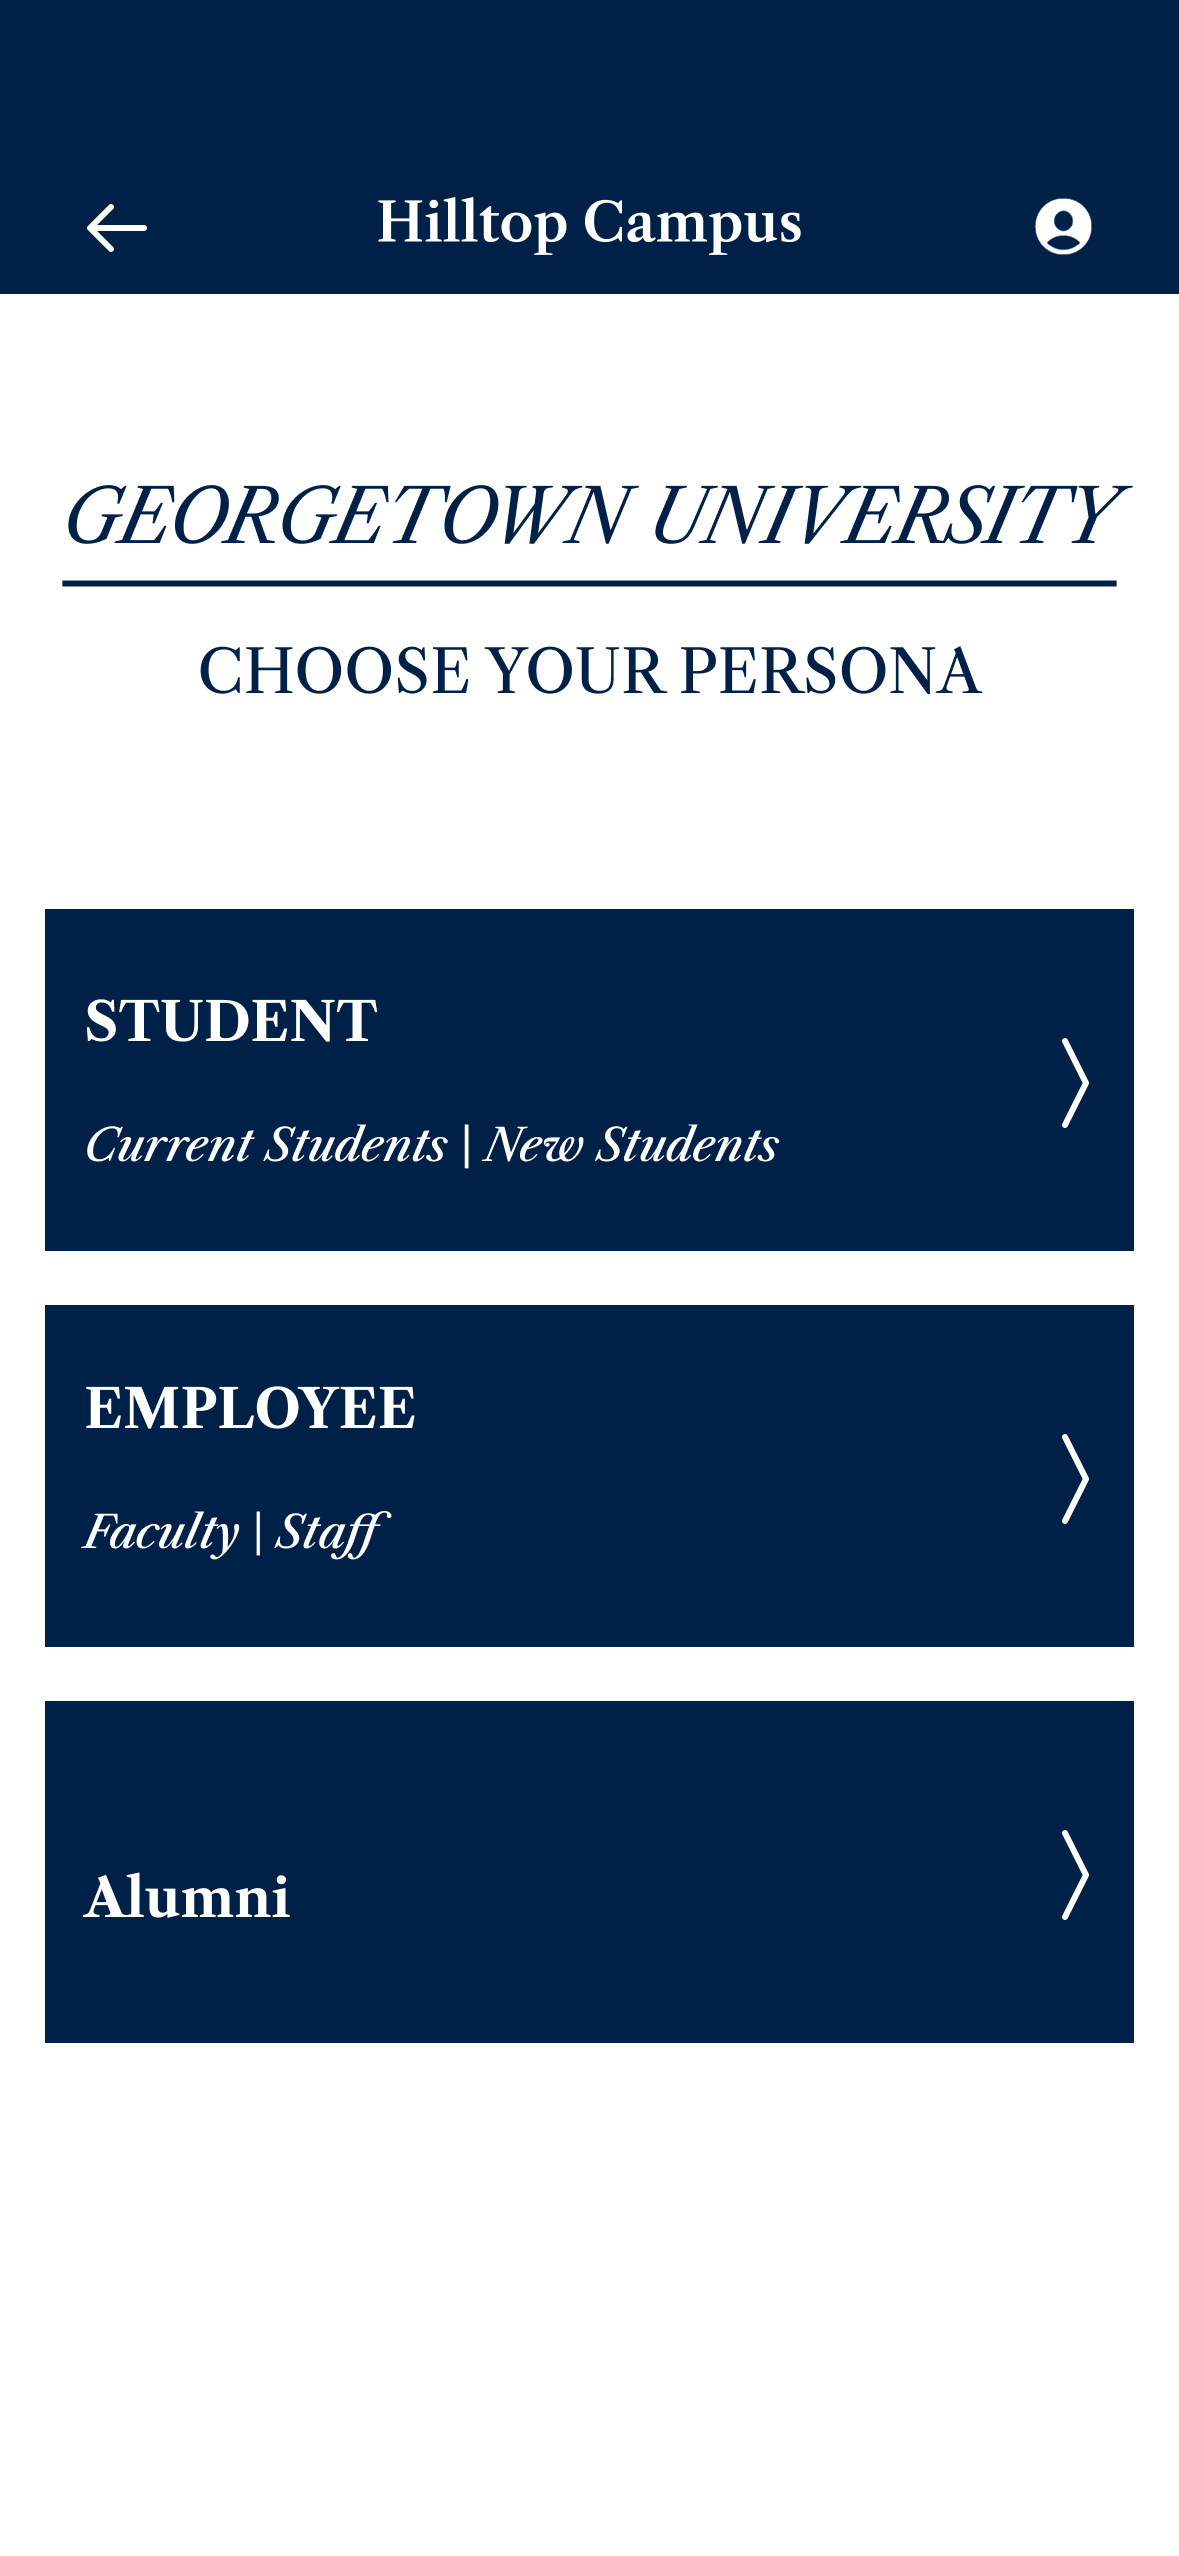 Hilltop Campus
GEORGETOWN UNIVERSITY
CHOOSE YOUR PERSONA
STUDENT
Current Students | New Students
EMPLOYEE
Faculty | Staff
Alumni